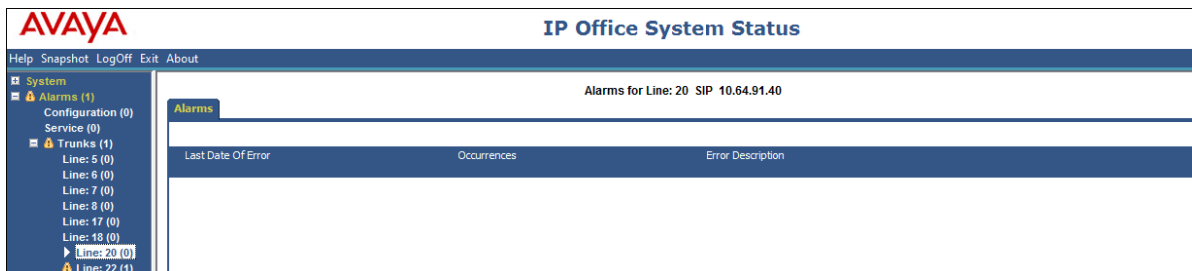 AVAYA
IP Office System Status
Help Snapshot LogOff Exit About
System
Alarms (1)
Configuration (0)
Service (0)
Trunks (1)
Line: 5 (0)
Line: 6 (0)
Line: 7 (0)
Line: 8 (0)
Line: 17 (0)
Line: 18 (0)
Line: 20 (0)
Line: 22 (1)
Alarms for Line: 20 SIP 10.64.91.40
Alarms
Last Date Of Error Occurrences Error Description